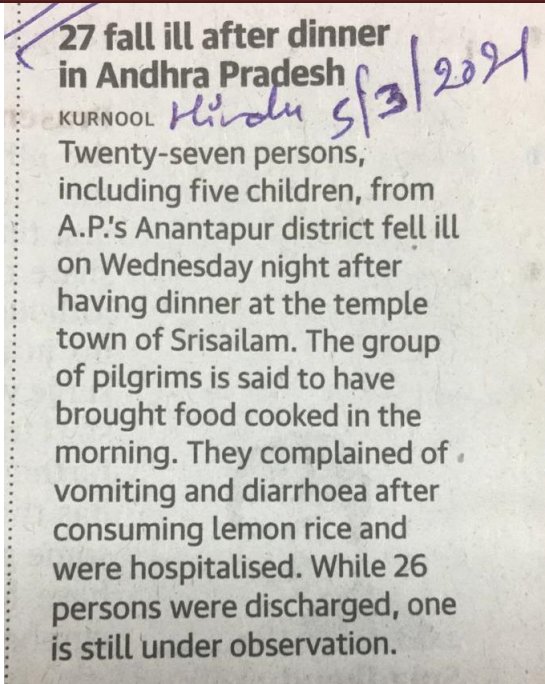 27 fall ill after dinner
in Andhra Pradesh
KURNOOL Hindu 5/3/2021
Twenty-seven persons,
including five children, from
A.P.'s Anantapur district fell ill
on Wednesday night after
having dinner at the temple
town of Srisailam. The group
of pilgrims is said to have
brought food cooked in the
morning. They complained of
vomiting and diarrhoea after
consuming lemon rice and
were hospitalised. While 26
persons were discharged, one
is still under observation.